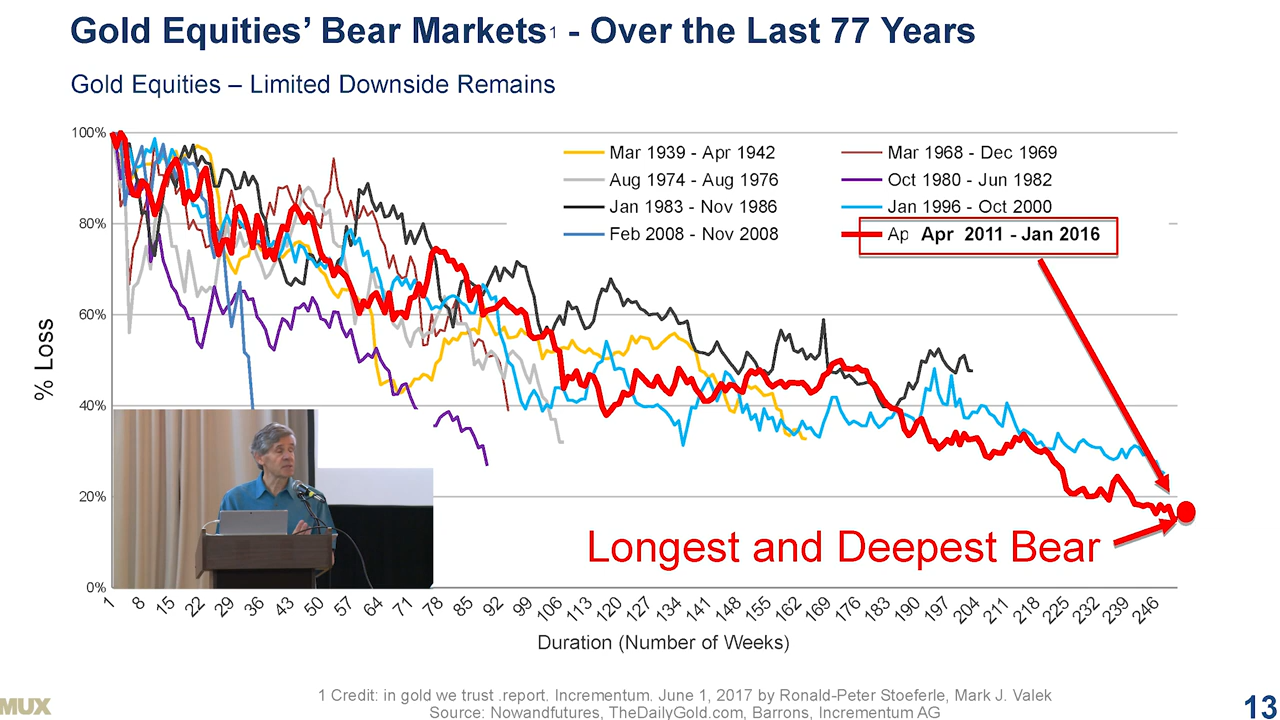 Gold Equities’ Bear Markets1 - Over the Last 77 Years
Gold Equities – Limited Downside Remains
100%
80%
60%
40%
20%
0%
% Loss
Mar 1939 - Apr 1942
Mar 1968 - Dec 1969
Aug 1974 - Aug 1976
Oct 1980 - Jun 1982
Jan 1983 - Nov 1986
Jan 1996 - Oct 2000
Feb 2008 - Nov 2008
Ap Apr 2011 - Jan 2016
Longest and Deepest Bear
1 8 15 22 29 36 43 50 57 64 71 78 85 92 99 106 113 120 127 134 141 148 155 162 169 176 183 190 197 204 211 218 225 232 239 246
Duration (Number of Weeks)
1 Credit: in gold we trust .report. Incrementum. June 1, 2017 by Ronald-Peter Stoeferle, Mark J. Valek
Source: Nowandfutures, TheDailyGold.com, Barrons, Incrementum AG
MUX
13